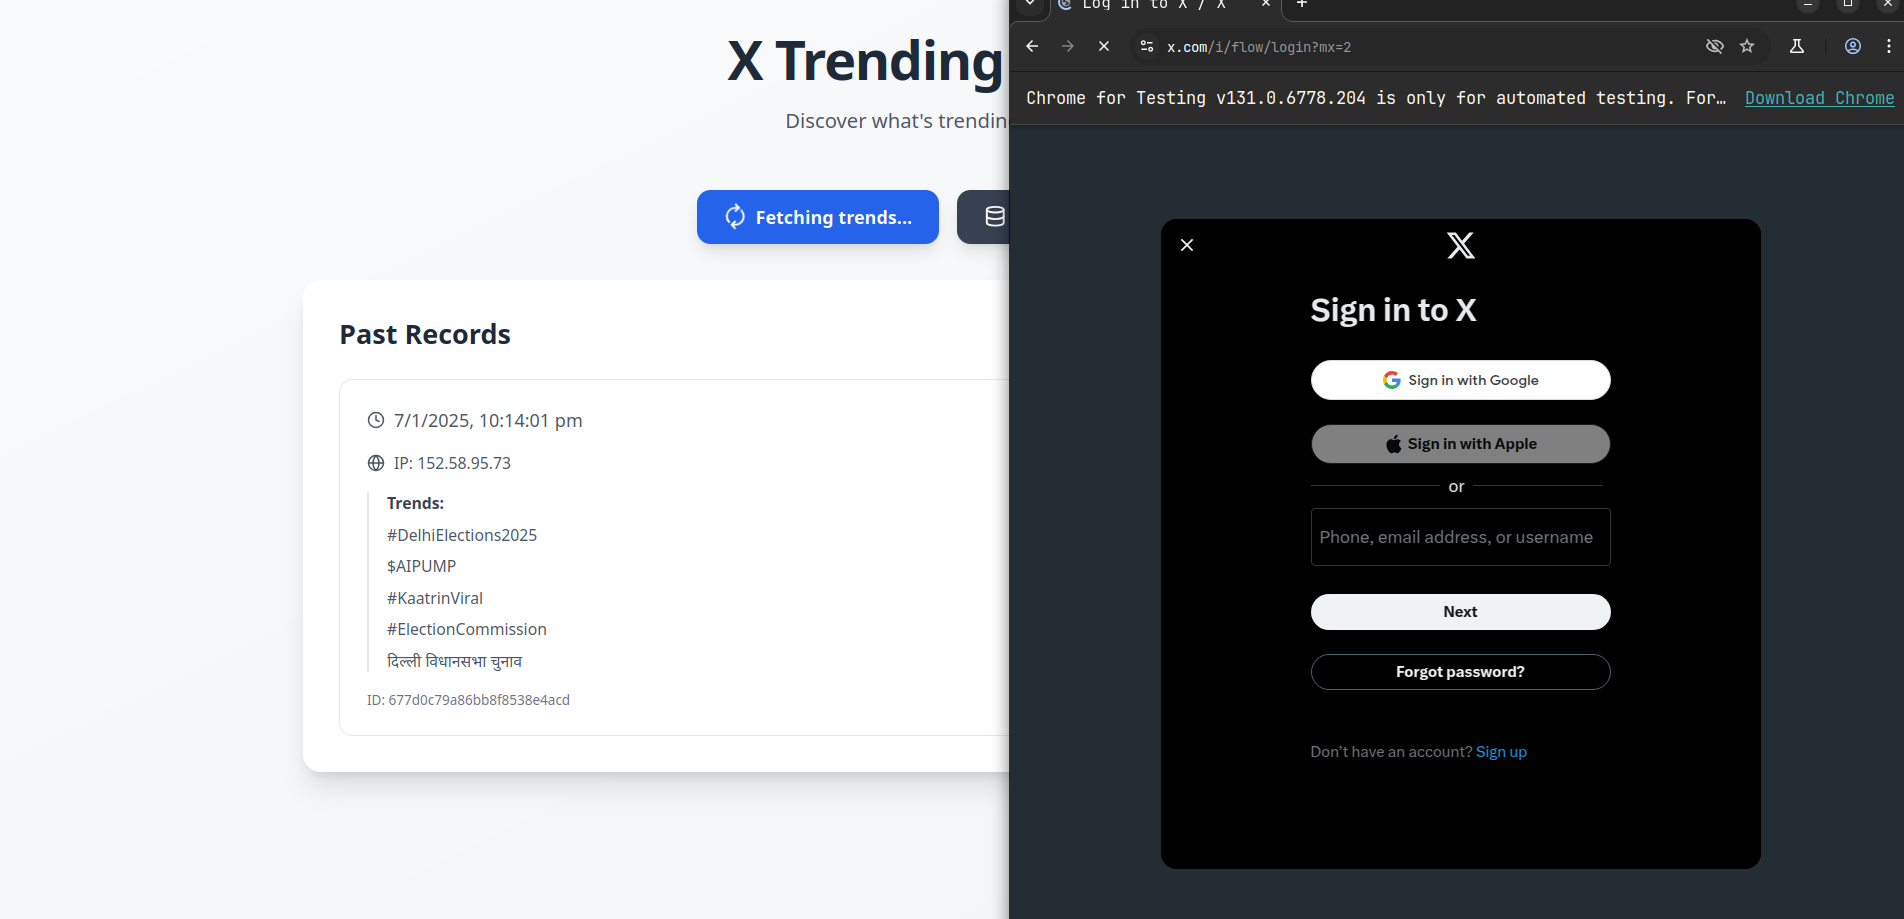 X Trending
Discover what's trendin
Fetching trends...
Past Records
7/1/2025, 10:14:01 pm
IP: 152.58.95.73
Trends:
#DelhiElections2025
$AIPUMP
#KaatrinViral
#ElectionCommission
दिल्ली विधानसभा चुनाव
ID: 677d0c79a86bb8f8538e4acd
Log in to X / X
x.com/i/flow/login?mx=2
Chrome for Testing v131.0.6778.204 is only for automated testing. For… Download Chrome
Sign in to X
Sign in with Google
Sign in with Apple
or
Phone, email address, or username
Next
Forgot password?
Don't have an account? Sign up